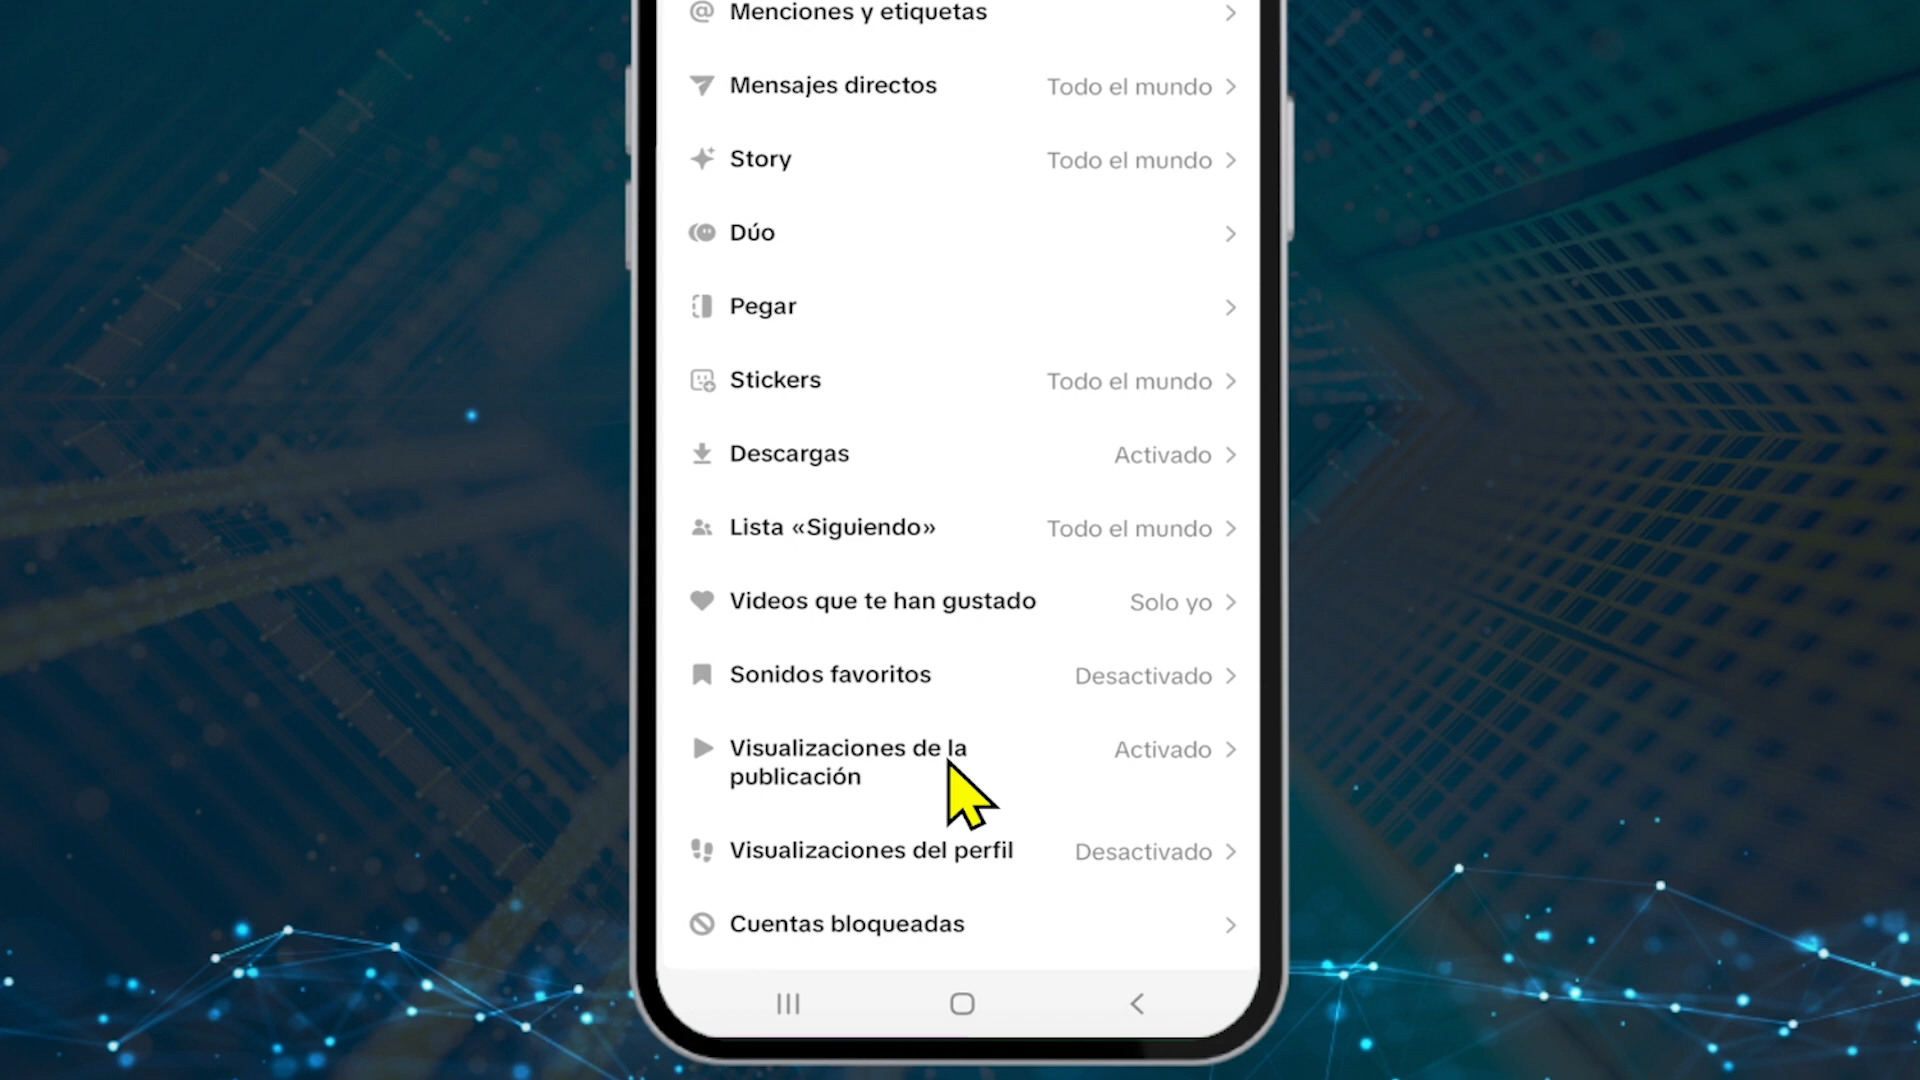 Menciones y etiquetas
Mensajes directos Todo el mundo
Story Todo el mundo
Dúo
Pegar
Stickers Todo el mundo
Descargas Activado
Lista «Siguiendo» Todo el mundo
Videos que te han gustado Solo yo
Sonidos favoritos Desactivado
Visualizaciones de la Activado
publicación
Visualizaciones del perfil Desactivado
Cuentas bloqueadas